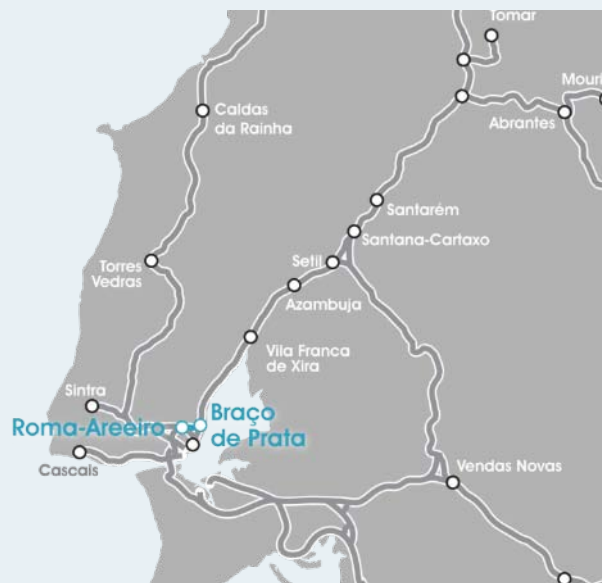 Tomar
Mouri
Abrantes
Caldas
da Rainha
Santarém
Santana-Cartaxo
Setil
Torres
Vedras
Azambuja
Vila Franca
de Xira
Sintra
Roma-Areeiro
Braço
de Prata
Cascais
Vendas Novas